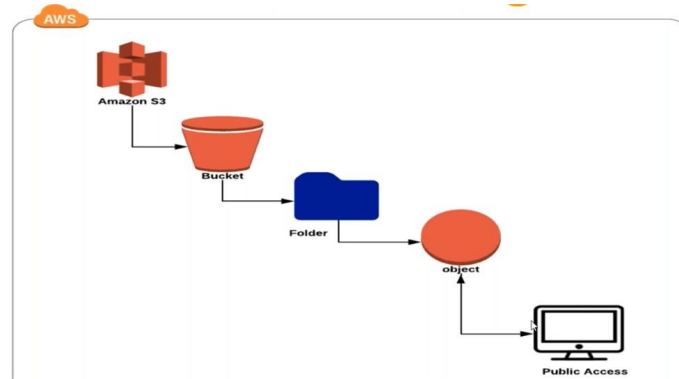 AWS
Amazon S3
Bucket
Folder
object
Public Access